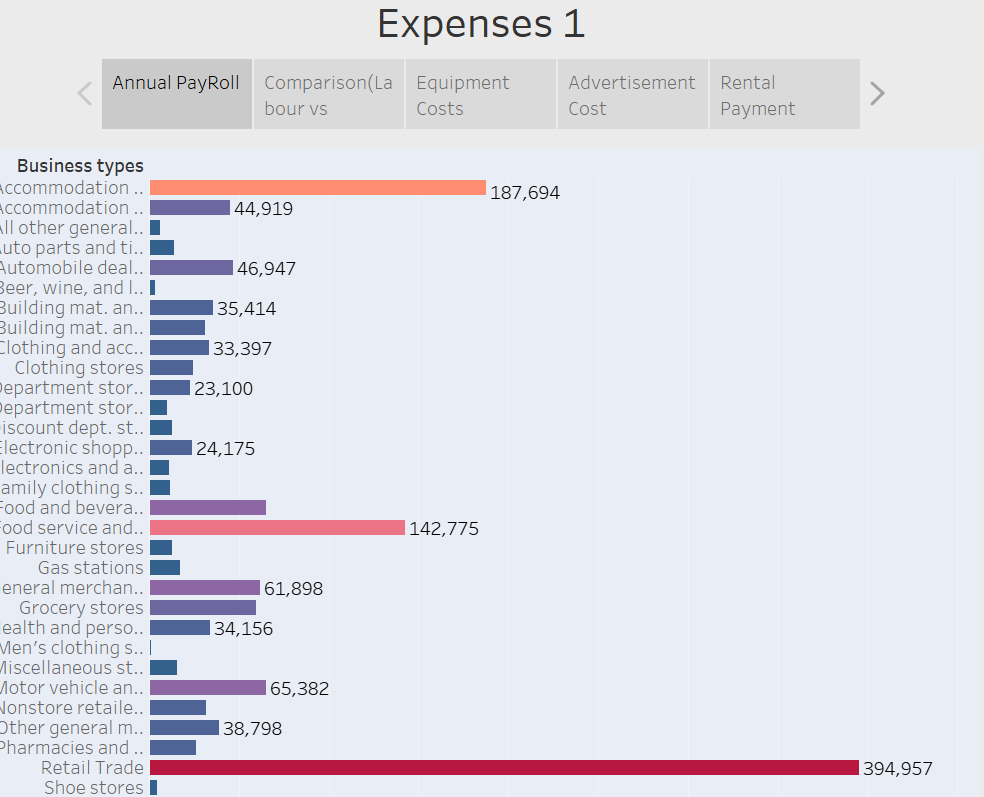 Expenses 1
Annual PayRoll
Comparison(La
bour vs
Equipment
Costs
Advertisement
Cost
Rental
Payment
Business types
Accommodation .. 187,694
Accommodation .. 44,919
All other general..
Auto parts and ti..
Automobile deal.. 46,947
Beer, wine, and l..
Building mat. an.. 35,414
Building mat. an..
Clothing and acc.. 33,397
Clothing stores
Department stor.. 23,100
Department stor..
Discount dept. st..
Electronic shopp.. 24,175
lectronics and a..
amily clothing s..
Food and bevera..
Food service and.. 142,775
Furniture stores
Gas stations
eneral merchan.. 61,898
Grocery stores
ealth and perso.. 34,156
Men's clothing s..
Miscellaneous st..
Motor vehicle an.. 65,382
Nonstore retaile..
Other general m.. 38,798
Pharmacies and ..
Retail Trade 394,957
Shoe stores